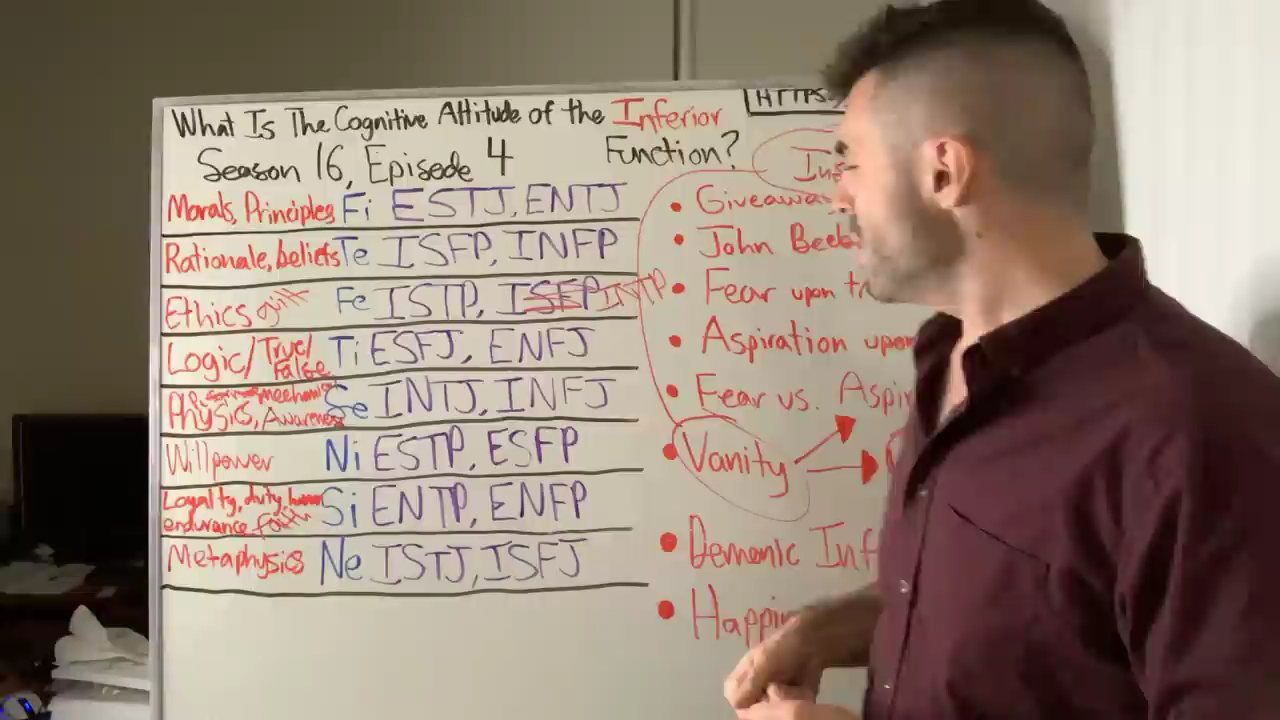 What Is The Cognitive Attitude of the Inferior
Function?
Season 16, Episode 4
Morals, Principles Fi ESTJ, ENTJ
Rationale, beliefs Te ISFP, INFP
Ethics Fe ISTP, ISFP INTP
Logic/True/False Ti ESFJ, ENFJ
Physics, Awareness Se INTJ, INFJ
Willpower Ni ESTP, ESFP
Loyalty, duty, honor
endurance, faith Si ENTP, ENFP
Metaphysics Ne ISTJ, ISFJ
HTTPS:
• Giveaway
• John Beeb
• Fear upon
• Aspiration upon
• Fear vs. Aspir
• Vanity
• Demonic Inf
• Happin